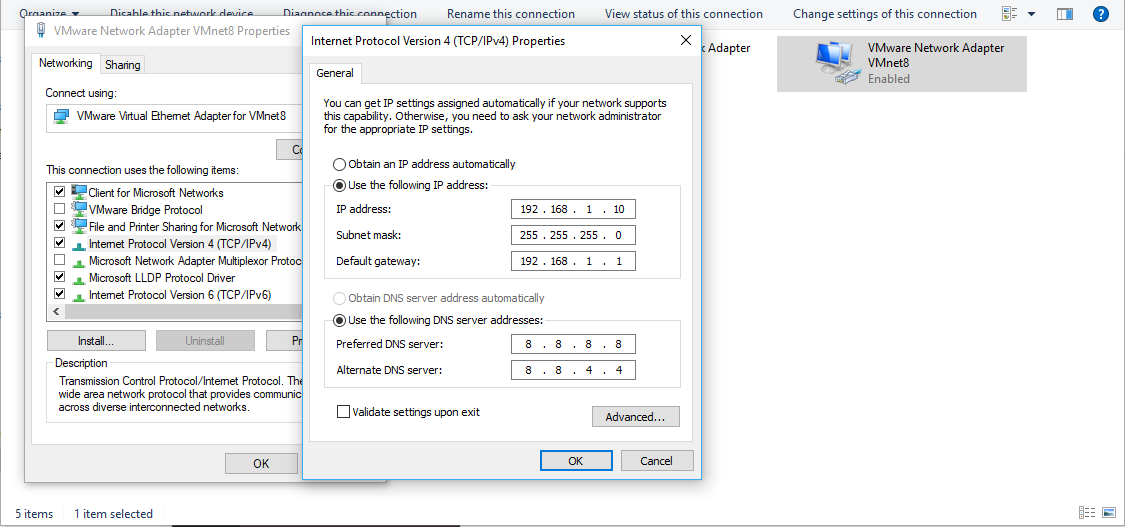 Organize
Disable this network device
Diagnose this connection
Rename this connection
View status of this connection
Change settings of this connection
VMware Network Adapter VMnet8 Properties
Networking
Sharing
Connect using:
VMware Virtual Ethernet Adapter for VMnet8
This connection uses the following items:
Client for Microsoft Networks
VMware Bridge Protocol
File and Printer Sharing for Microsoft Network
Internet Protocol Version 4 (TCP/IPv4)
Microsoft Network Adapter Multiplexor Protoc
Microsoft LLDP Protocol Driver
Internet Protocol Version 6 (TCP/IPv6)
Install...
Uninstall
Pr
Description
Transmission Control Protocol/Internet Protocol. The
wide area network protocol that provides communic
across diverse interconnected networks.
OK
Internet Protocol Version 4 (TCP/IPv4) Properties
General
You can get IP settings assigned automatically if your network supports
this capability. Otherwise, you need to ask your network administrator
for the appropriate IP settings.
Obtain an IP address automatically
Use the following IP address:
IP address: 192 . 168 . 1 . 10
Subnet mask: 255 . 255 . 255 . 0
Default gateway: 192 . 168 . 1 . 1
Obtain DNS server address automatically
Use the following DNS server addresses:
Preferred DNS server: 8 . 8 . 8 . 8
Alternate DNS server: 8 . 8 . 4 . 4
Validate settings upon exit
Advanced...
OK
Cancel
k Adapter
VMware Network Adapter
VMnet8
Enabled
5 items
1 item selected